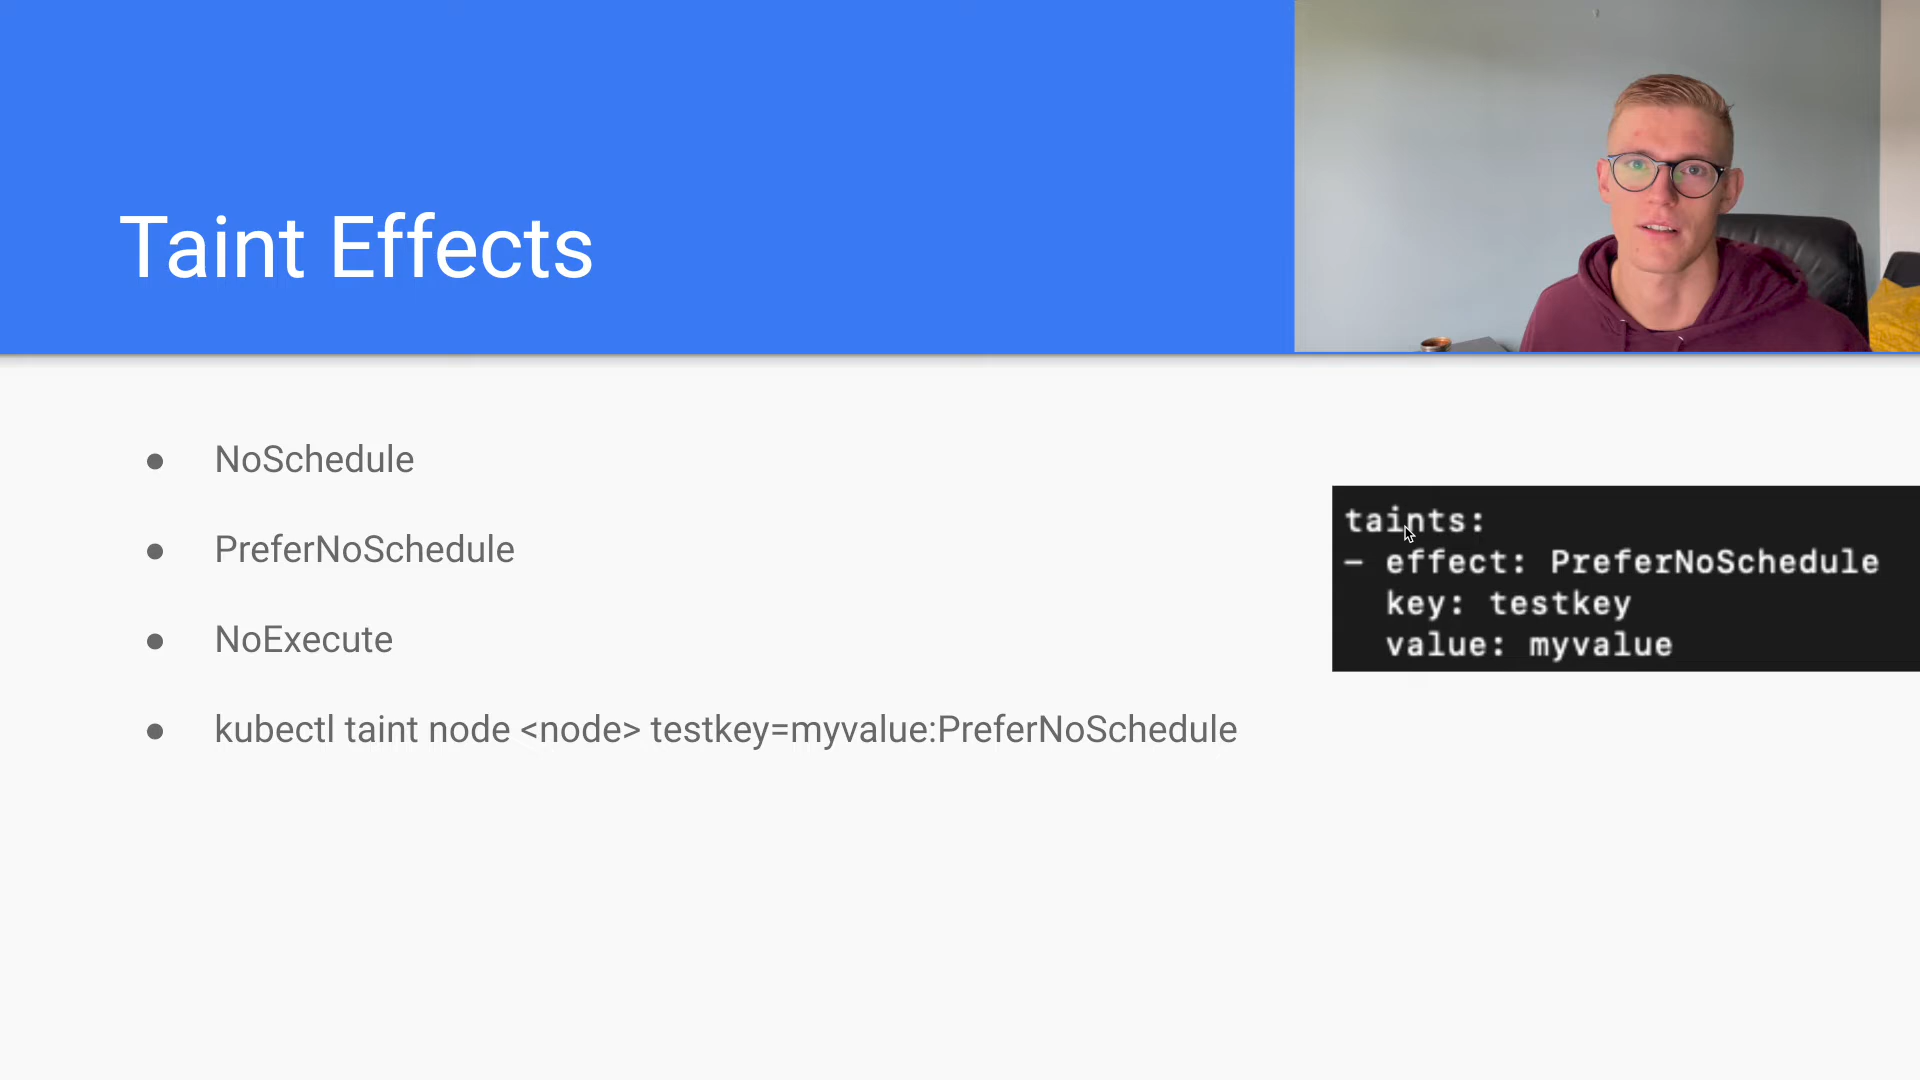 Taint Effects
NoSchedule
PreferNoSchedule
NoExecute
kubectl taint node <node> testkey=myvalue:PreferNoSchedule
taints:
- effect: PreferNoSchedule
key: testkey
value: myvalue